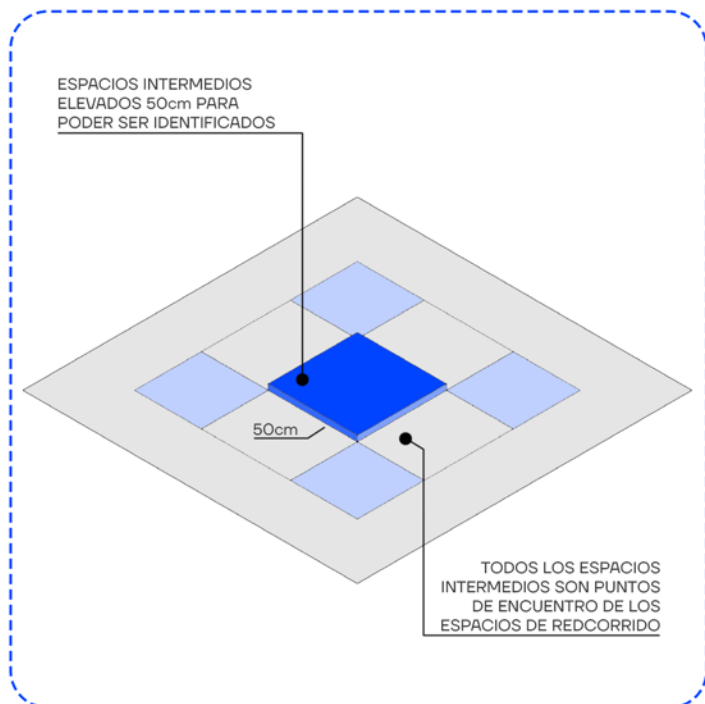 ESPACIOS INTERMEDIOS
ELEVADOS 50cm PARA
PODER SER IDENTIFICADOS
50cm
TODOS LOS ESPACIOS
INTERMEDIOS SON PUNTOS
DE ENCUENTRO DE LOS
ESPACIOS DE REDCORRIDO